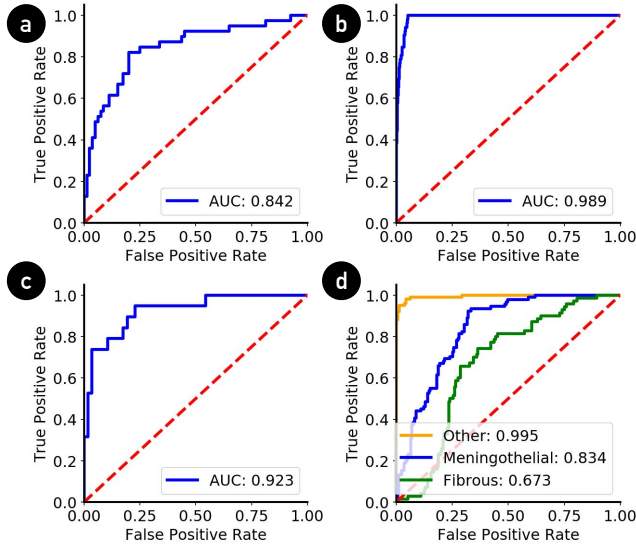 a
True Positive Rate
1.0
0.8
0.6
0.4
0.2
0.0
AUC: 0.842
0.00 0.25 0.50 0.75 1.00
False Positive Rate
b
True Positive Rate
1.0
0.8
0.6
0.4
0.2
0.0
AUC: 0.989
0.00 0.25 0.50 0.75 1.00
False Positive Rate
c
True Positive Rate
1.0
0.8
0.6
0.4
0.2
0.0
AUC: 0.923
0.00 0.25 0.50 0.75 1.00
False Positive Rate
d
True Positive Rate
1.0
0.8
0.6
0.4
0.2
0.0
Other: 0.995
Meningothelial: 0.834
Fibrous: 0.673
0.00 0.25 0.50 0.75 1.00
False Positive Rate